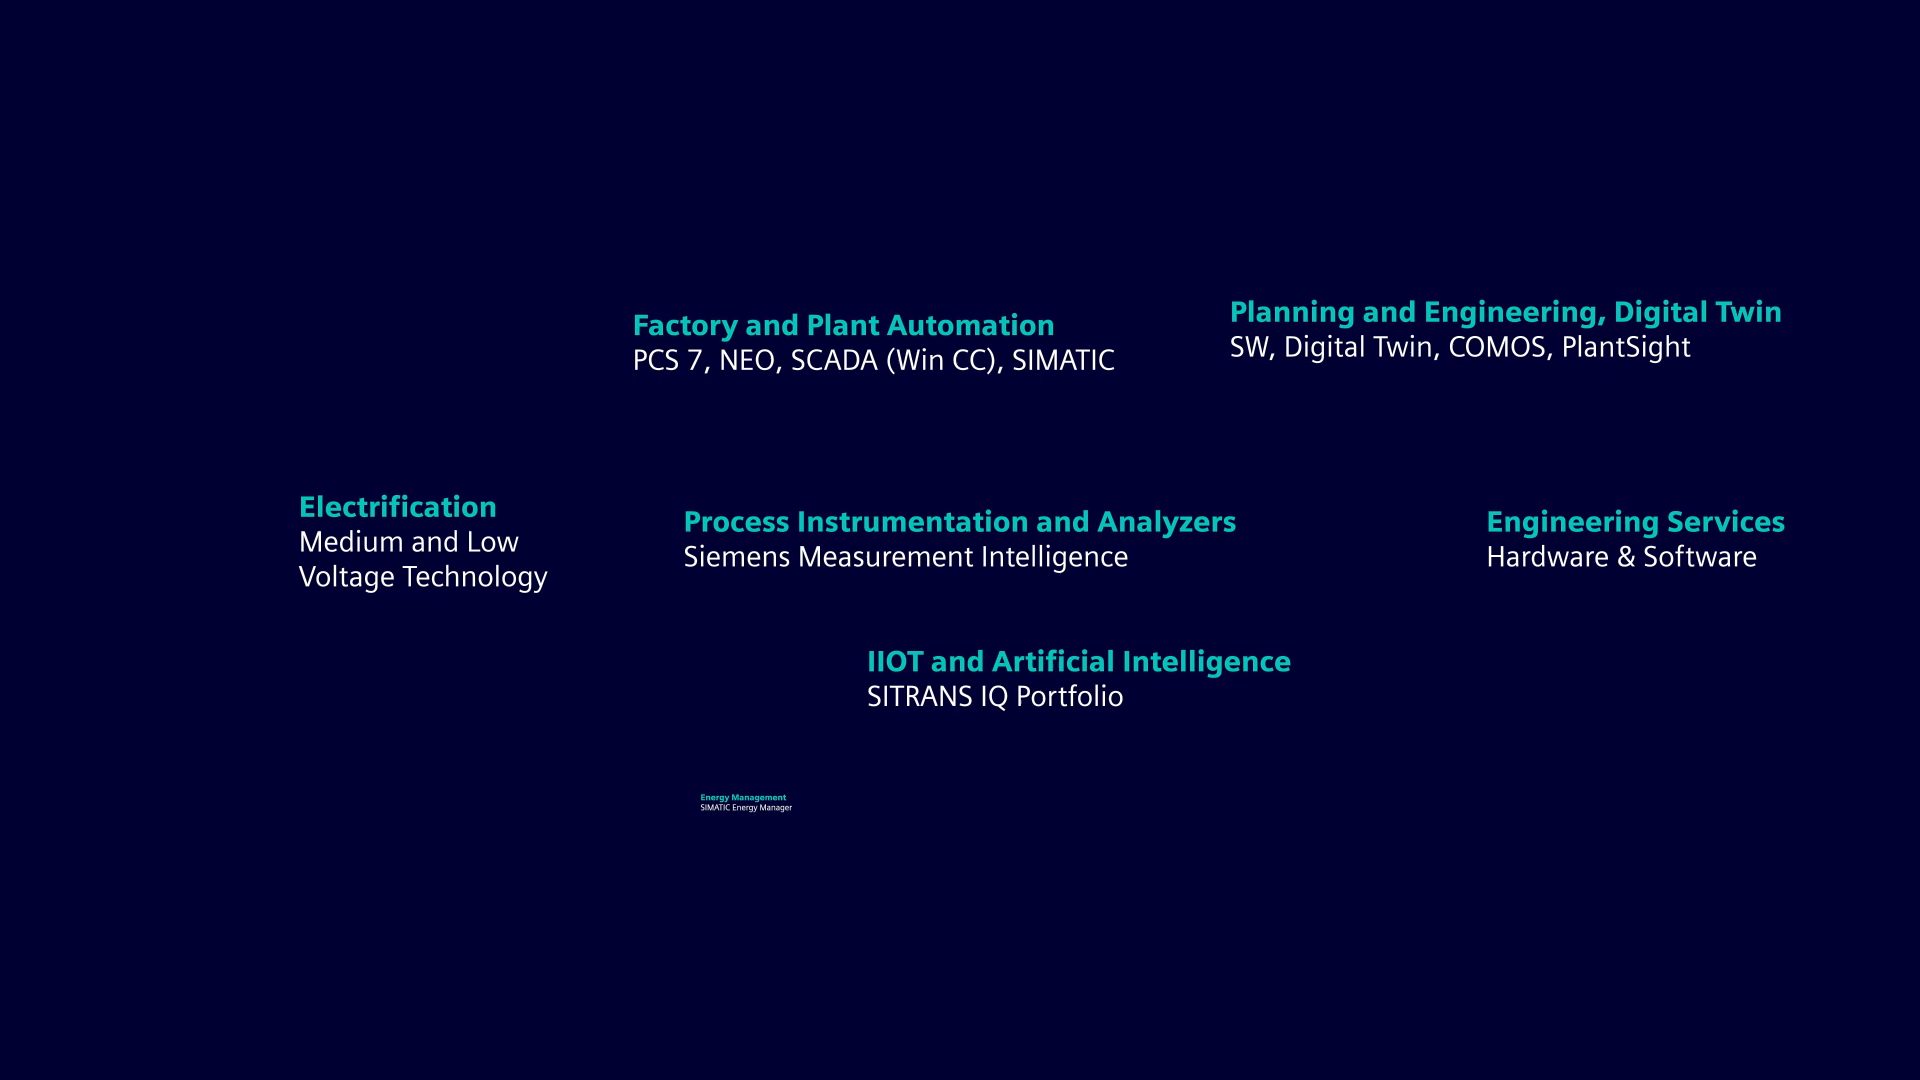 Factory and Plant Automation
PCS 7, NEO, SCADA (Win CC), SIMATIC
Planning and Engineering, Digital Twin
SW, Digital Twin, COMOS, PlantSight
Electrification
Medium and Low
Voltage Technology
Process Instrumentation and Analyzers
Siemens Measurement Intelligence
Engineering Services
Hardware & Software
IIOT and Artificial Intelligence
SITRANS IQ Portfolio
Energy Management
SIMATIC Energy Manager